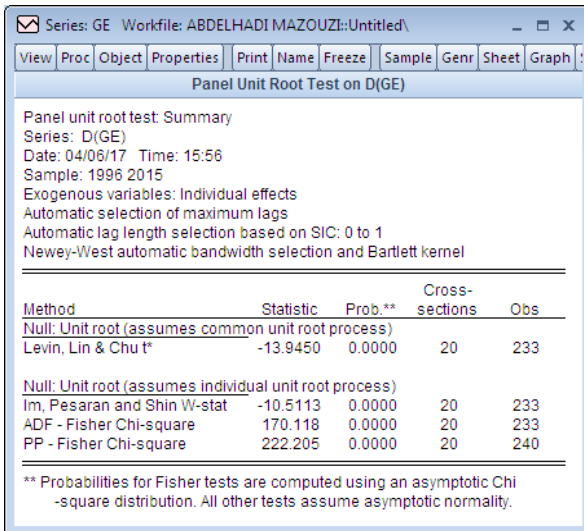 Series: GE Workfile: ABDELHADI MAZOUZI::Untitled\
View Proc Object Properties Print Name Freeze Sample Genr Sheet Graph
Panel Unit Root Test on D(GE)
Panel unit root test: Summary
Series: D(GE)
Date: 04/06/17 Time: 15:56
Sample: 1996 2015
Exogenous variables: Individual effects
Automatic selection of maximum lags
Automatic lag length selection based on SIC: 0 to 1
Newey-West automatic bandwidth selection and Bartlett kernel
Cross-
Method Statistic Prob.** sections Obs
Null: Unit root (assumes common unit root process)
Levin, Lin & Chu t* -13.9450 0.0000 20 233
Null: Unit root (assumes individual unit root process)
Im, Pesaran and Shin W-stat -10.5113 0.0000 20 233
ADF - Fisher Chi-square 170.118 0.0000 20 233
PP - Fisher Chi-square 222.205 0.0000 20 240
** Probabilities for Fisher tests are computed using an asymptotic Chi
-square distribution. All other tests assume asymptotic normality.